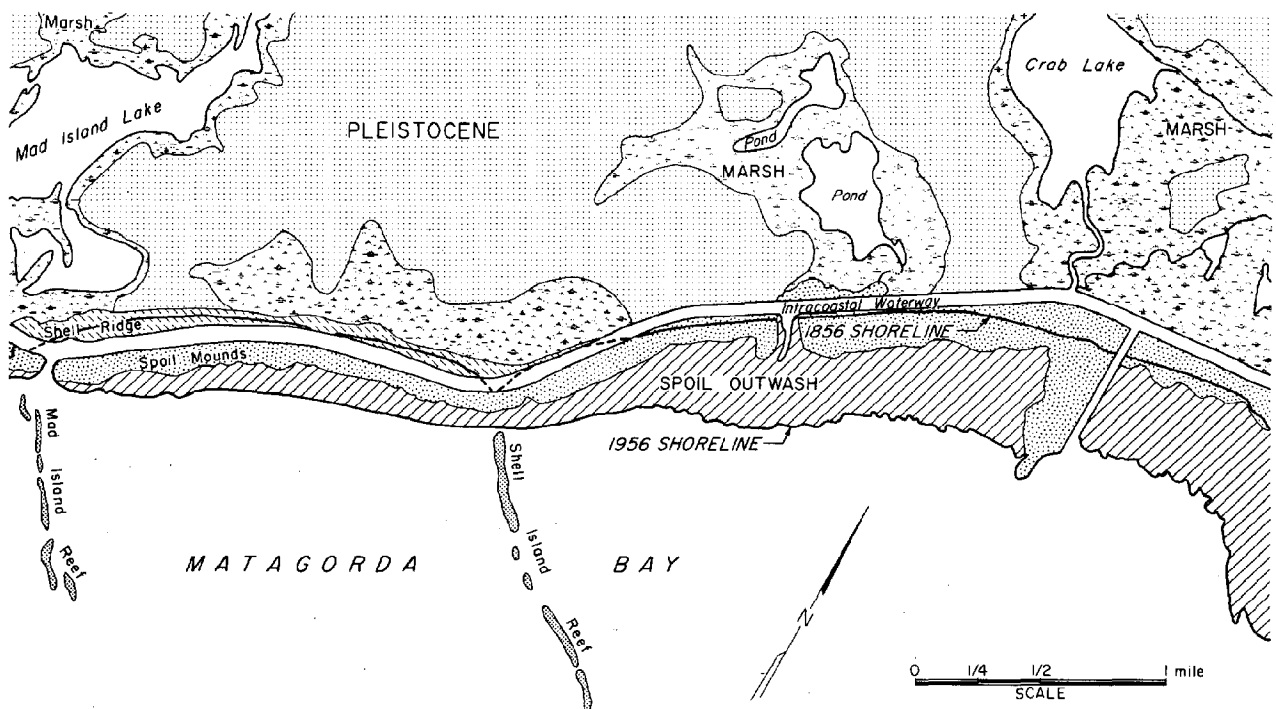 Marsh
Crab Lake
Mad Island Lake
PLEISTOCENE
MARSH
Pond
MARSH
Pond
Intracoastal Waterway
Shell Ridge
1856 SHORELINE
Spoil Mounds
SPOIL OUTWASH
1956 SHORELINE
Mad Island Reef
Shell Island Reef
MATAGORDA BAY
N
0 1/4 1/2 1 mile
SCALE